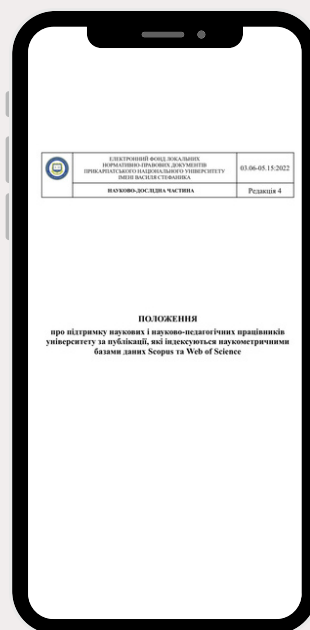 ЕЛЕКТРОННИЙ ФОНД ЛОКАЛЬНИХ
НОРМАТИВНО-ПРАВОВИХ ДОКУМЕНТІВ
ПРИКАРПАТСЬКОГО НАЦІОНАЛЬНОГО УНІВЕРСИТЕТУ
ІМЕНІ ВАСИЛЯ СТЕФАНИКА
03.06-05.15:2022
НАУКОВО-ДОСЛІДНА ЧАСТИНА
Редакція 4
ПОЛОЖЕННЯ
про підтримку наукових і науково-педагогічних працівників
університету за публікації, які індексуються наукометричними
базами даних Scopus та Web of Science